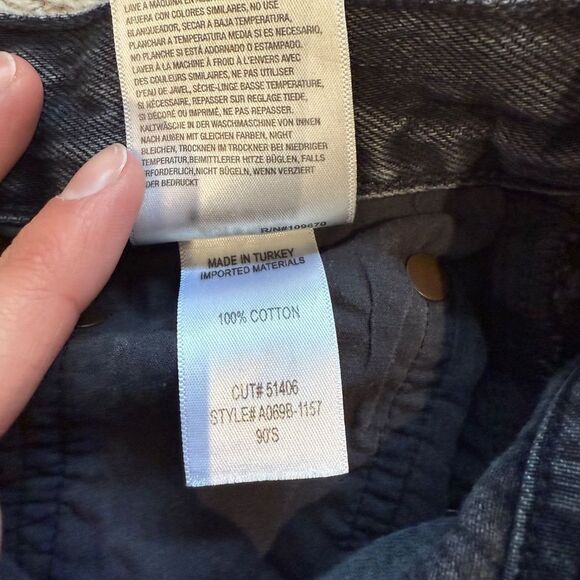 LAVE A MAQUINA EN
AFUERA CON COLORES SIMILARES, NO USE
BLANQUEADOR, SECAR A BAJA TEMPERATURA,
PLANCHAR A TEMPERATURA MEDIA SI ES NECESARIO,
NO PLANCHE SI ESTÁ ADORNADO O ESTAMPADO.
LAVER À LA MACHINE À FROID À L'ENVERS AVEC
DES COULEURS SIMILAIRES, NE PAS UTILISER
D'EAU DE JAVEL, SÈCHE-LINGE BASSE TEMPÉRATURE,
SI NÉCESSAIRE, REPASSER SUR REGLAGE TIEDE,
SI DÉCORÉ OU IMPRIMÉ, NE PAS REPASSER.
KALTWÄSCHE IN DER WASCHMASCHINE VON INNEN
NACH AUßEN MIT GLEICHEN FARBEN, NIGHT
BLEICHEN, TROCKNEN IM TROCKNER BEI NIEDRIGER
TEMPERATUR,BEIMITTLERER HITZE BÜGLEN, FALLS
ERFORDERLICH,NICHT BÜGELN, WENN VERZIERT
ODER BEDRUCKT
R/N#109670
MADE IN TURKEY
IMPORTED MATERIALS
100% COTTON
CUT# 51406
STYLE# A069B-1157
90'S